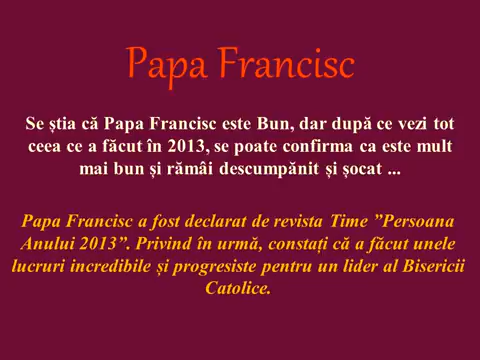 Papa Francisc
Se știa că Papa Francisc este Bun, dar după ce vezi tot
ceea ce a făcut în 2013, se poate confirma ca este mult
mai bun și rămâi descumpănit și șocat ...
Papa Francisc a fost declarat de revista Time ”Persoana
Anului 2013”. Privind în urmă, constați că a făcut unele
lucruri incredibile și progresiste pentru un lider al Bisericii
Catolice.